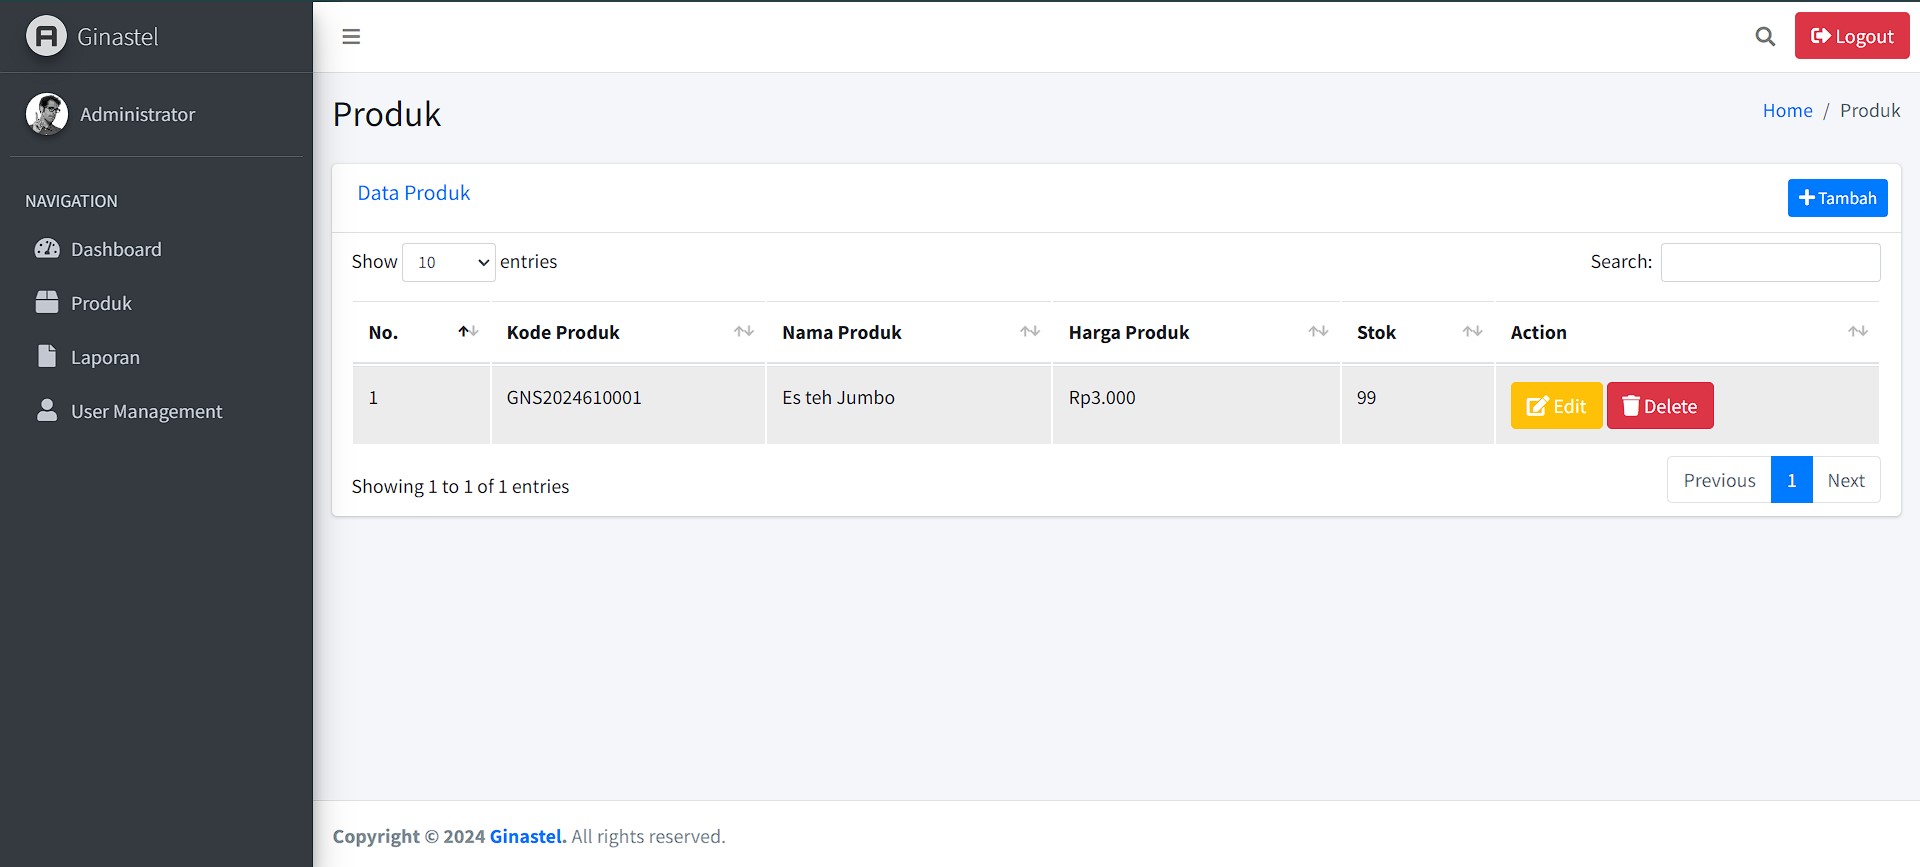 Ginastel
Logout
Administrator
Produk
Home / Produk
NAVIGATION
Dashboard
Produk
Laporan
User Management
Data Produk
Tambah
Show 10 entries
Search:
No. Kode Produk Nama Produk Harga Produk Stok Action
1 GNS2024610001 Es teh Jumbo Rp3.000 99 Edit Delete
Showing 1 to 1 of 1 entries
Previous 1 Next
Copyright © 2024 Ginastel. All rights reserved.